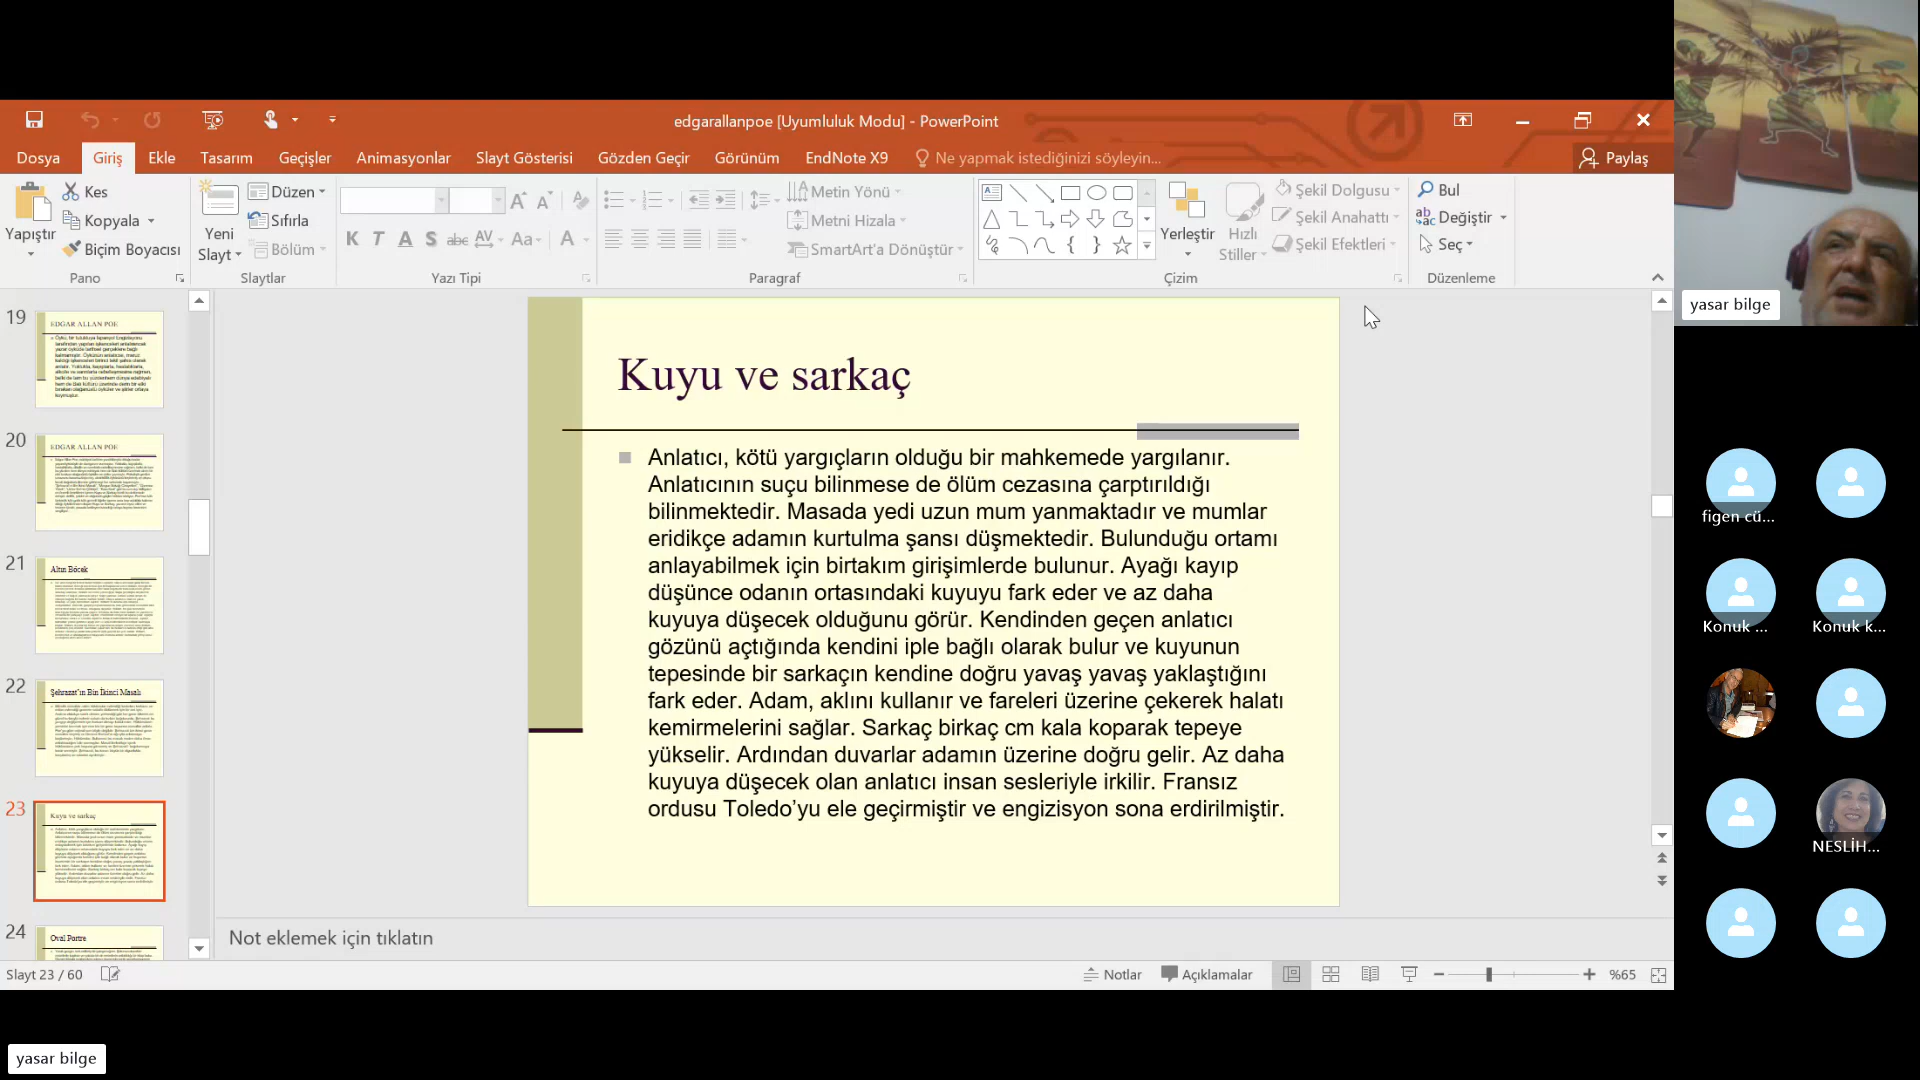 edgarallanpoe [Uyumluluk Modu] - PowerPoint
Dosya Giriş Ekle Tasarım Geçişler Animasyonlar Slayt Gösterisi Gözden Geçir Görünüm EndNote X9 Ne yapmak istediğinizi söyleyin... Paylaş
Yapıştır
Kes
Kopyala
Biçim Boyacısı
Pano
Yeni
Slayt
Düzen
Sıfırla
Bölüm
Slaytlar
K T A S abc AV Aa A
Yazı Tipi
Metin Yönü
Metni Hizala
SmartArt'a Dönüştür
Paragraf
Yerleştir
Hızlı
Stiller
Şekil Dolgusu
Şekil Anahattı
Şekil Efektleri
Çizim
Bul
Değiştir
Seç
Düzenleme
19
EDGAR ALLAN POE
20
EDGAR ALLAN POE
21
Altın Böcek
22
Şehrazat'ın Bin İkinci Masalı
23
Kuyu ve sarkaç
24
Oval Portre
Kuyu ve sarkaç
Anlatıcı, kötü yargıçların olduğu bir mahkemede yargılanır.
Anlatıcının suçu bilinmese de ölüm cezasına çarptırıldığı
bilinmektedir. Masada yedi uzun mum yanmaktadır ve mumlar
eridikçe adamın kurtulma şansı düşmektedir. Bulunduğu ortamı
anlayabilmek için birtakım girişimlerde bulunur. Ayağı kayıp
düşünce odanın ortasındaki kuyuyu fark eder ve az daha
kuyuya düşecek olduğunu görür. Kendinden geçen anlatıcı
gözünü açtığında kendini iple bağlı olarak bulur ve kuyunun
tepesinde bir sarkaçın kendine doğru yavaş yavaş yaklaştığını
fark eder. Adam, aklını kullanır ve fareleri üzerine çekerek halatı
kemirmelerini sağlar. Sarkaç birkaç cm kala koparak tepeye
yükselir. Ardından duvarlar adamın üzerine doğru gelir. Az daha
kuyuya düşecek olan anlatıcı insan sesleriyle irkilir. Fransız
ordusu Toledo'yu ele geçirmiştir ve engizisyon sona erdirilmiştir.
Not eklemek için tıklatın
Slayt 23 / 60
Notlar
Açıklamalar
%65
yasar bilge
figen cü...
Konuk ...
Konuk k...
NESLİH...
yasar bilge